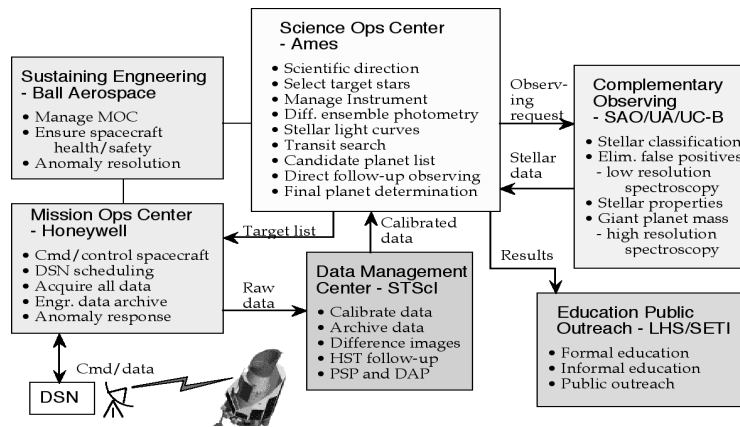 Science Ops Center
- Ames
• Scientific direction
• Select target stars
• Manage Instrument
• Diff. ensemble photometry
• Stellar light curves
• Transit search
• Candidate planet list
• Direct follow-up observing
• Final planet determination
Sustaining Engneering
- Ball Aerospace
• Manage MOC
• Ensure spacecraft
health/safety
• Anomaly resolution
Observ-
ing
request
Stellar
data
Complementary
Observing
- SAO/UA/UC-B
• Stellar classification
• Elim. false positives
- low resolution
spectroscopy
• Stellar properties
• Giant planet mass
- high resolution
spectroscopy
Mission Ops Center
- Honeywell
• Cmd/control spacecraft
• DSN scheduling
• Acquire all data
• Engr. data archive
• Anomaly response
Target list
Calibrated
data
Raw
data
Data Management
Center - STScI
• Calibrate data
• Archive data
• Difference images
• HST follow-up
• PSP and DAP
Results
Education Public
Outreach - LHS/SETI
• Formal education
• Informal education
• Public outreach
Cmd/data
DSN